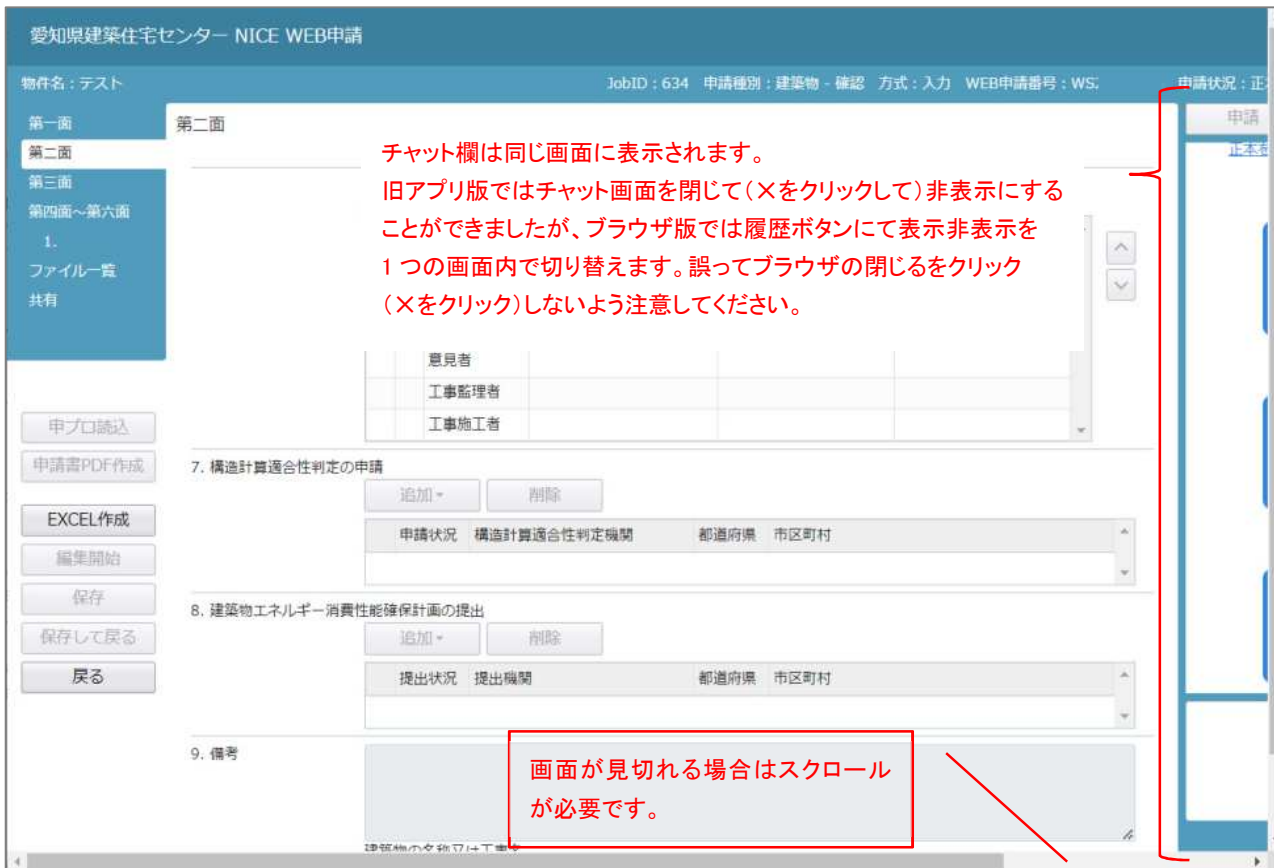 愛知県建築住宅センター NICE WEB申請
物件名：テスト
JobID：634 申請種別：建築物 - 確認 方式：入力 WEB申請番号：WS
申請状況：正
第一面
第二面
第三面
第四面～第六面
1.
ファイル一覧
共有
申プロ読込
申請書PDF作成
EXCEL作成
編集開始
保存
保存して戻る
戻る
第二面
チャット欄は同じ画面に表示されます。
旧アプリ版ではチャット画面を閉じて（×をクリックして）非表示にする
ことができましたが、ブラウザ版では履歴ボタンにて表示非表示を
１つの画面内で切り替えます。誤ってブラウザの閉じるをクリック
（×をクリック）しないよう注意してください。
意見者
工事監理者
工事施工者
7. 構造計算適合性判定の申請
追加 削除
申請状況 構造計算適合性判定機関 都道府県 市区町村
8. 建築物エネルギー消費性能確保計画の提出
追加 削除
提出状況 提出機関 都道府県 市区町村
9. 備考
画面が見切れる場合はスクロール
が必要です。
建築物の名称又は工事名
申請
正本を